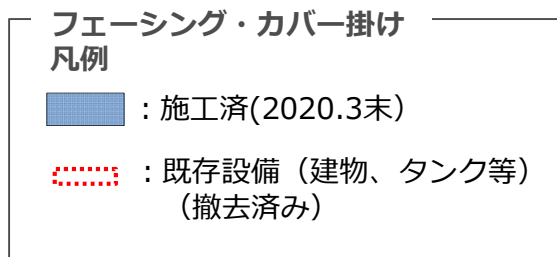 フェーシング・カバー掛け
凡例
：施工済(2020.3末）
：既存設備（建物、タンク等）
（撤去済み）